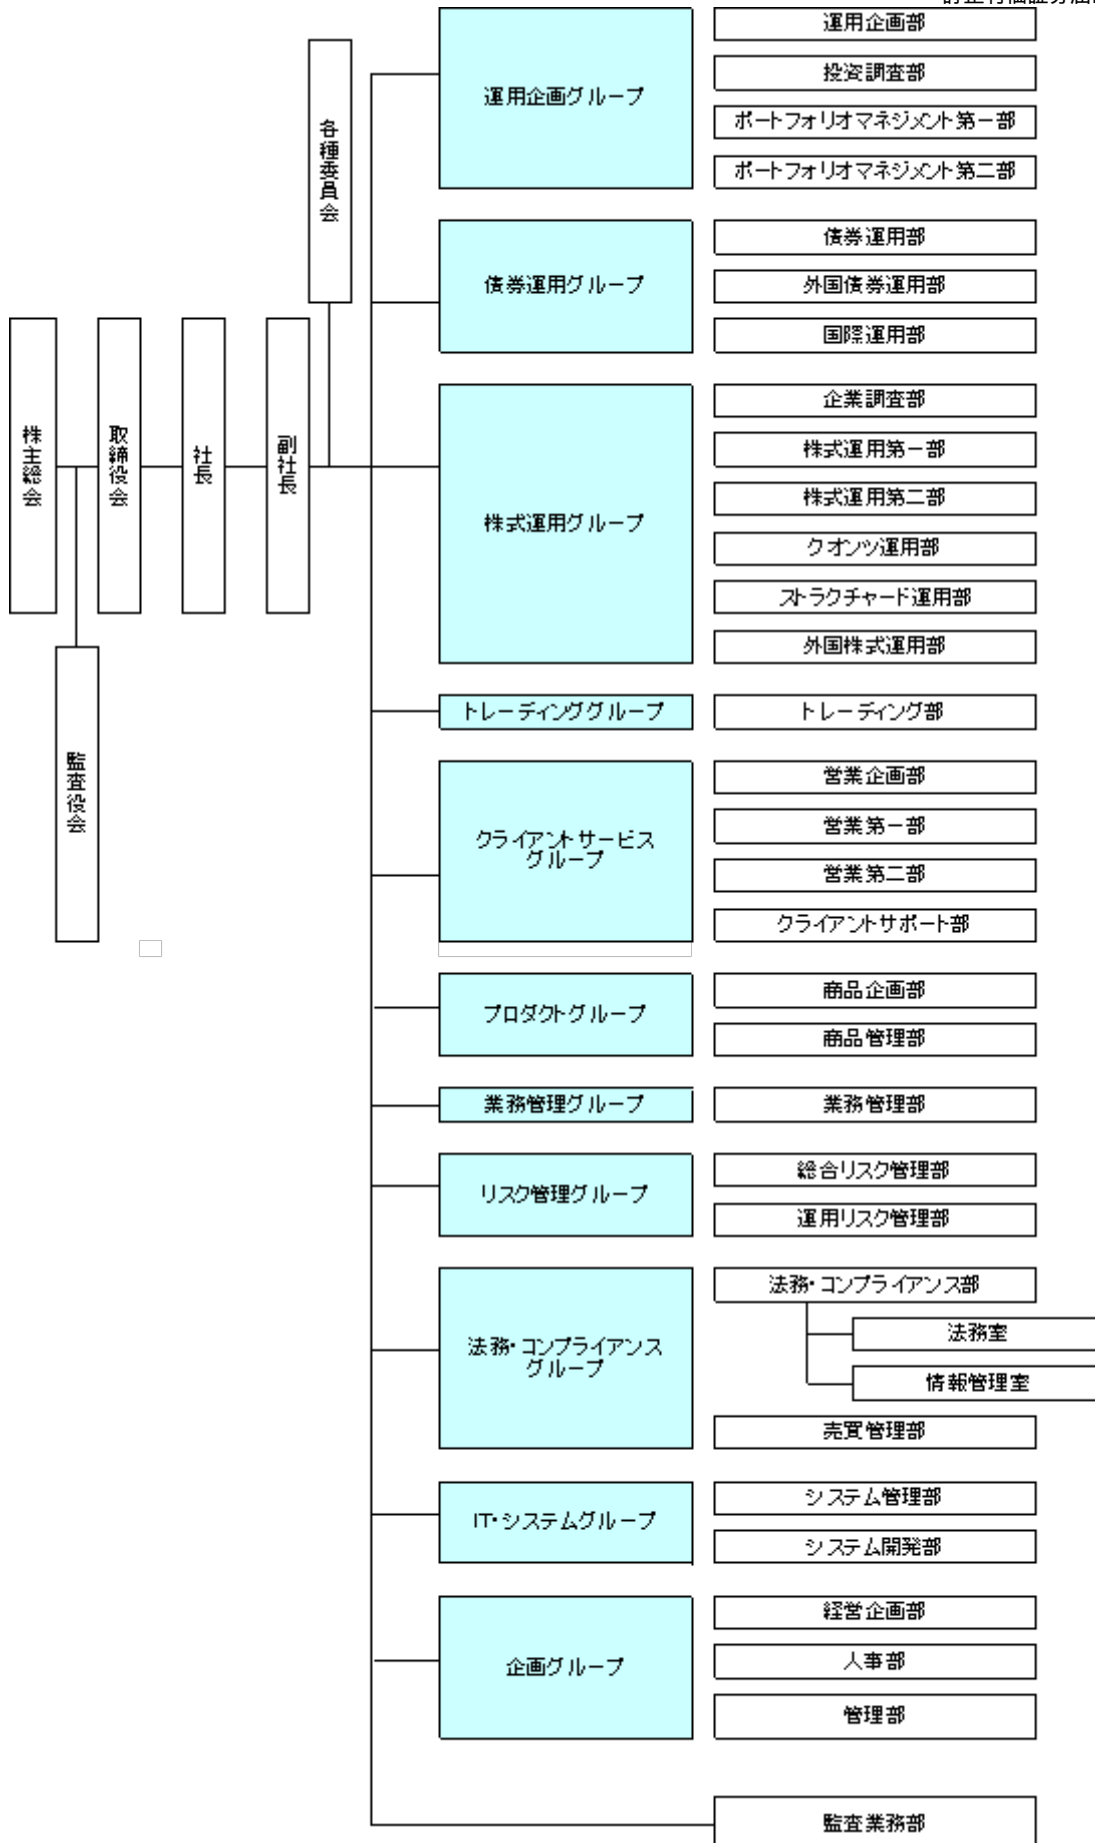 運用企画部
運用企画グループ
投資調査部
ポートフォリオマネジメント第一部
ポートフォリオマネジメント第二部
各種委員会
債券運用グループ
債券運用部
外国債券運用部
国際運用部
株主総会
取締役会
社長
副社長
株式運用グループ
企業調査部
株式運用第一部
株式運用第二部
クオンツ運用部
ストラクチャード運用部
外国株式運用部
監査役会
トレーディンググループ
トレーディング部
クライアントサービス
グループ
営業企画部
営業第一部
営業第二部
クライアントサポート部
プロダクトグループ
商品企画部
商品管理部
業務管理グループ
業務管理部
リスク管理グループ
総合リスク管理部
運用リスク管理部
法務・コンプライアンス
グループ
法務・コンプライアンス部
法務室
情報管理室
売買管理部
IT・システムグループ
システム管理部
システム開発部
企画グループ
経営企画部
人事部
管理部
監査業務部